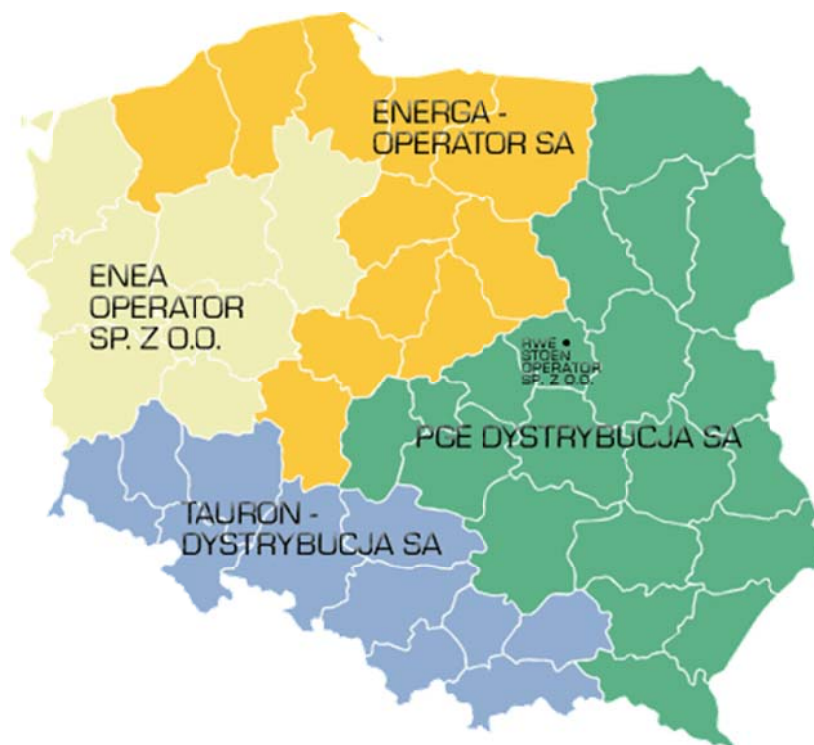 ENERGA -
OPERATOR SA
ENEA
OPERATOR
SP. Z O.O.
RWE
STOEN
OPERATOR
SP. Z O.O.
PGE DYSTRYBUCJA SA
TAURON -
DYSTRYBUCJA SA